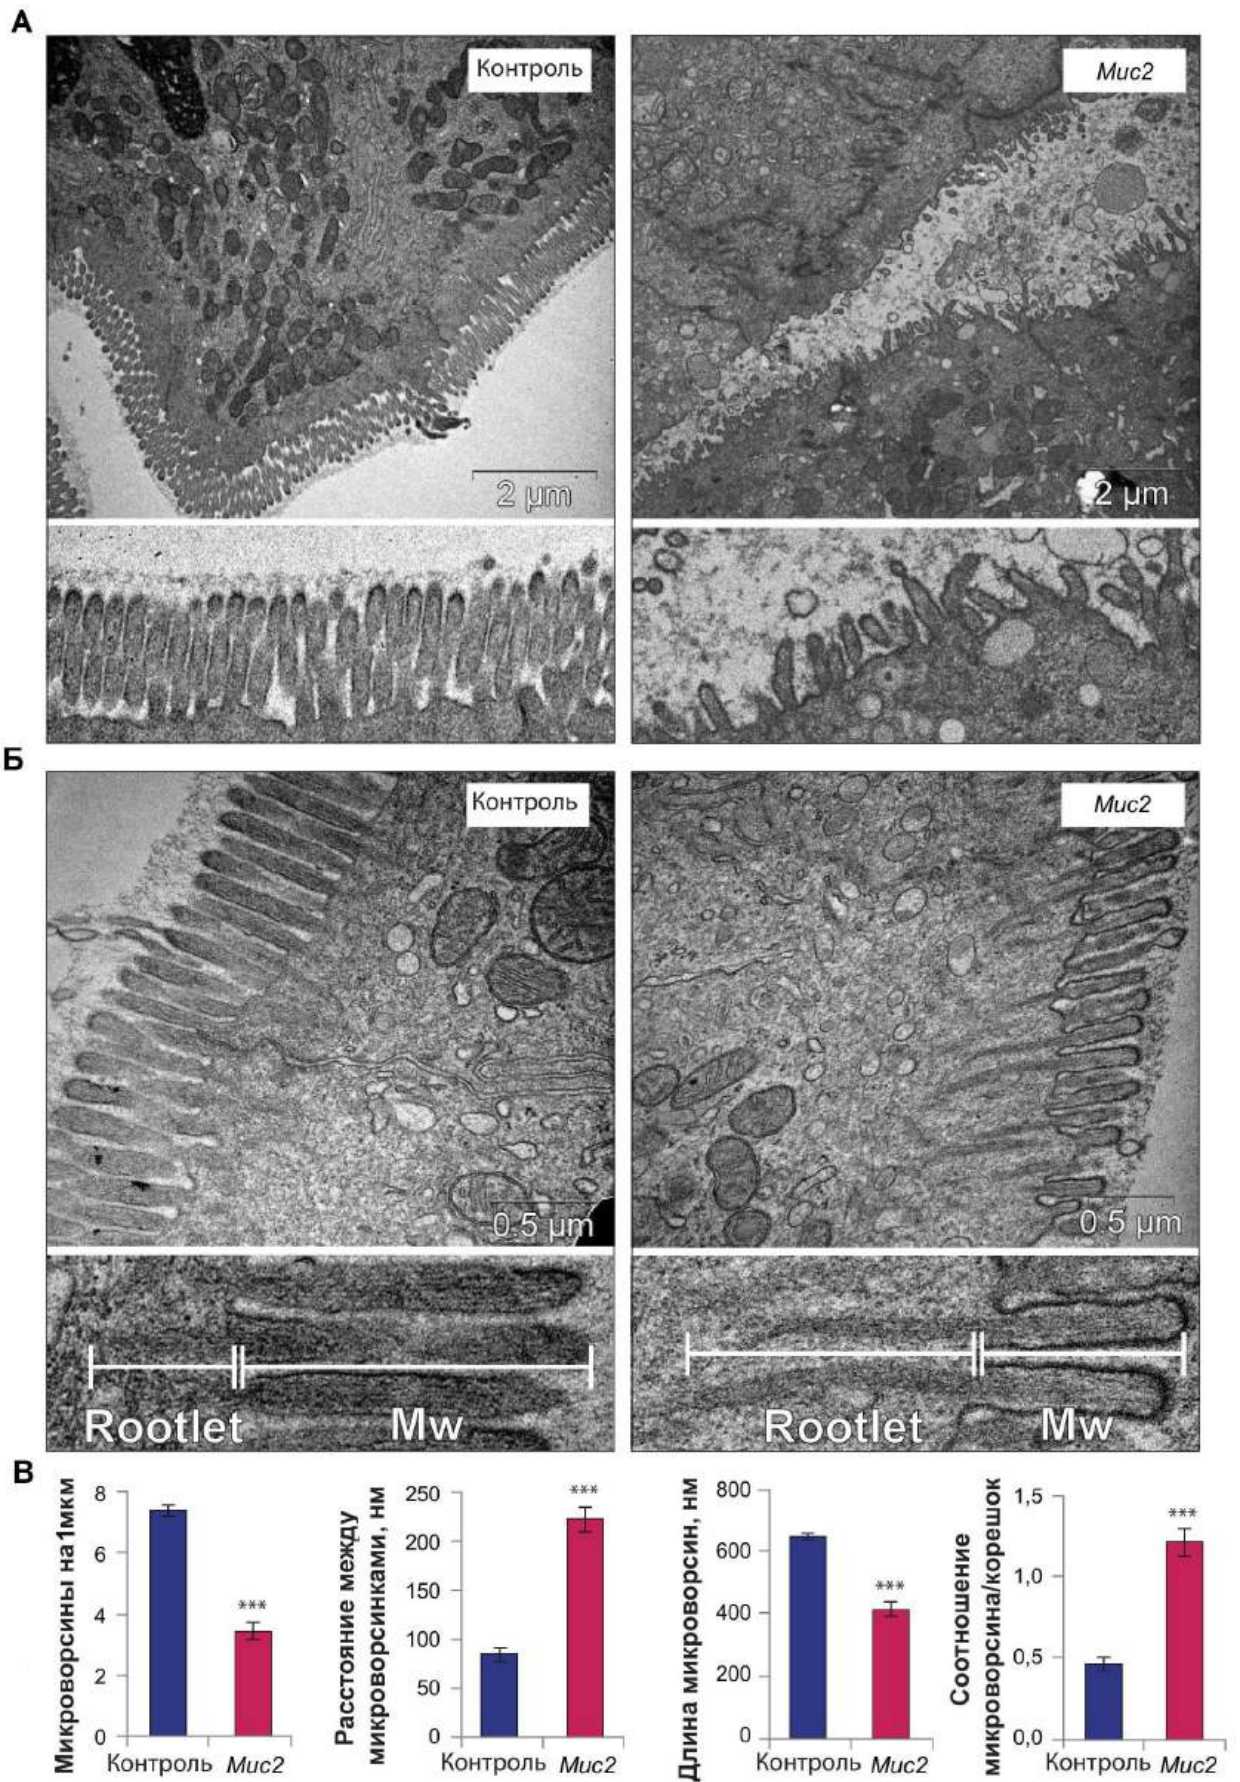 А
Контроль
Muc2
2 µm
2 µm
Б
Контроль
Muc2
0.5 µm
0.5 µm
Rootlet
Mw
Rootlet
Mw
В
Микроворсины на 1мкм
8
6
4
2
0
***
Контроль
Muc2
Расстояние между
микроворсинками, нм
250
200
150
100
50
0
***
Контроль
Muc2
Длина микроворсин, нм
800
600
400
200
0
***
Контроль
Muc2
Соотношение
микроворсина/корешок
1,5
1,0
0,5
0.0
***
Контроль
Muc2